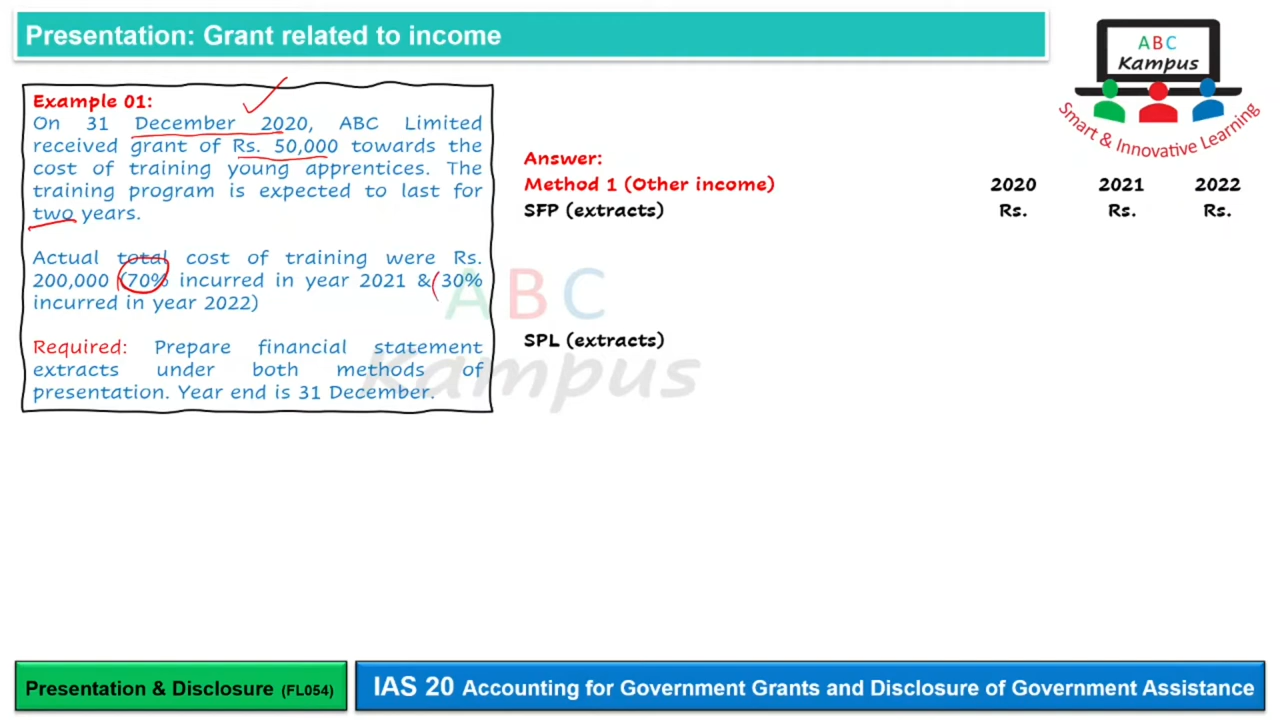 Presentation: Grant related to income
ABC
Kampus
Smart & Innovative Learning
Example 01:
On 31 December 2020, ABC Limited
received grant of Rs. 50,000 towards the
cost of training young apprentices. The
training program is expected to last for
two years.
Actual total cost of training were Rs.
200,000 (70% incurred in year 2021 & 30%
incurred in year 2022)
Required: Prepare financial statement
extracts under both methods of
presentation. Year end is 31 December.
Answer:
Method 1 (Other income) 2020 2021 2022
SFP (extracts) Rs. Rs. Rs.
SPL (extracts)
ABC
Kampus
Presentation & Disclosure (FL054)
IAS 20 Accounting for Government Grants and Disclosure of Government Assistance